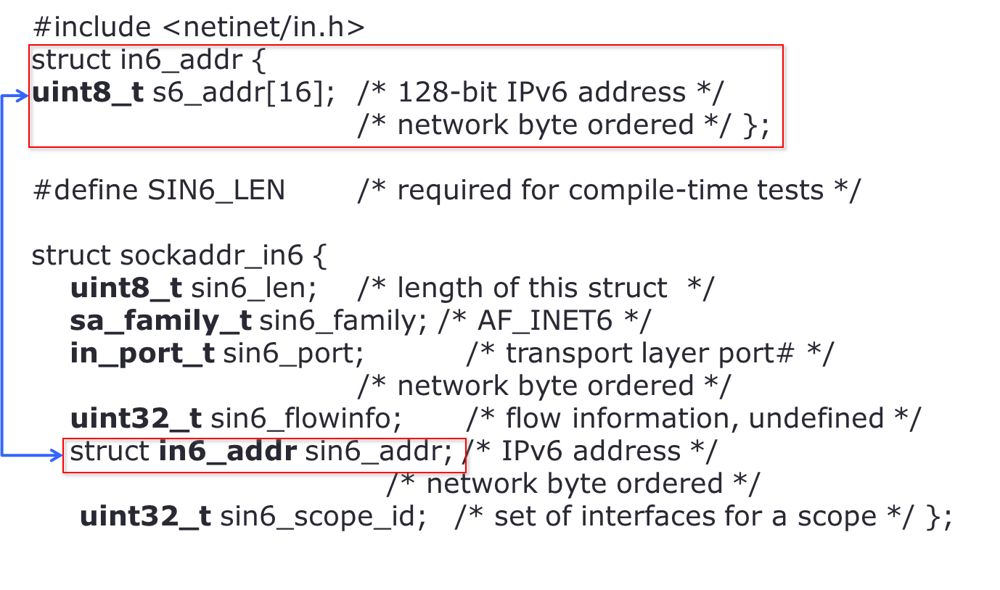 #include <netinet/in.h>
struct in6_addr {
uint8_t s6_addr[16]; /* 128-bit IPv6 address */
/* network byte ordered */ };
#define SIN6_LEN /* required for compile-time tests */
struct sockaddr_in6 {
uint8_t sin6_len; /* length of this struct */
sa_family_t sin6_family; /* AF_INET6 */
in_port_t sin6_port; /* transport layer port# */
/* network byte ordered */
uint32_t sin6_flowinfo; /* flow information, undefined */
struct in6_addr sin6_addr; /* IPv6 address */
/* network byte ordered */
uint32_t sin6_scope_id; /* set of interfaces for a scope */ };